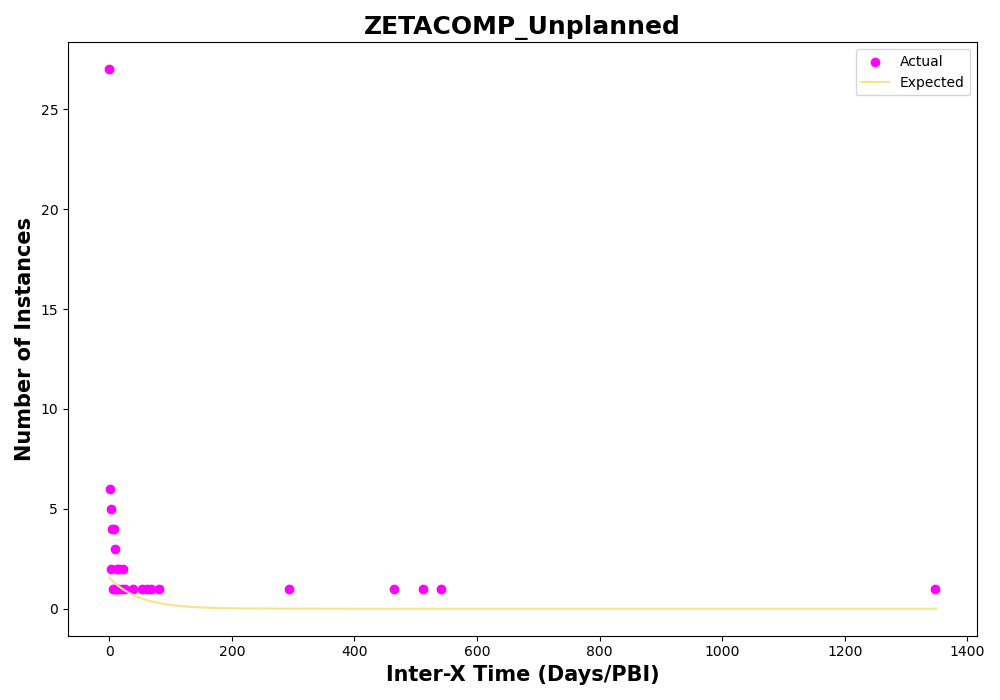 ZETACOMP_Unplanned
Actual
Expected
25
20
15
10
5
0
Number of Instances
0 200 400 600 800 1000 1200 1400
Inter-X Time (Days/PBI)